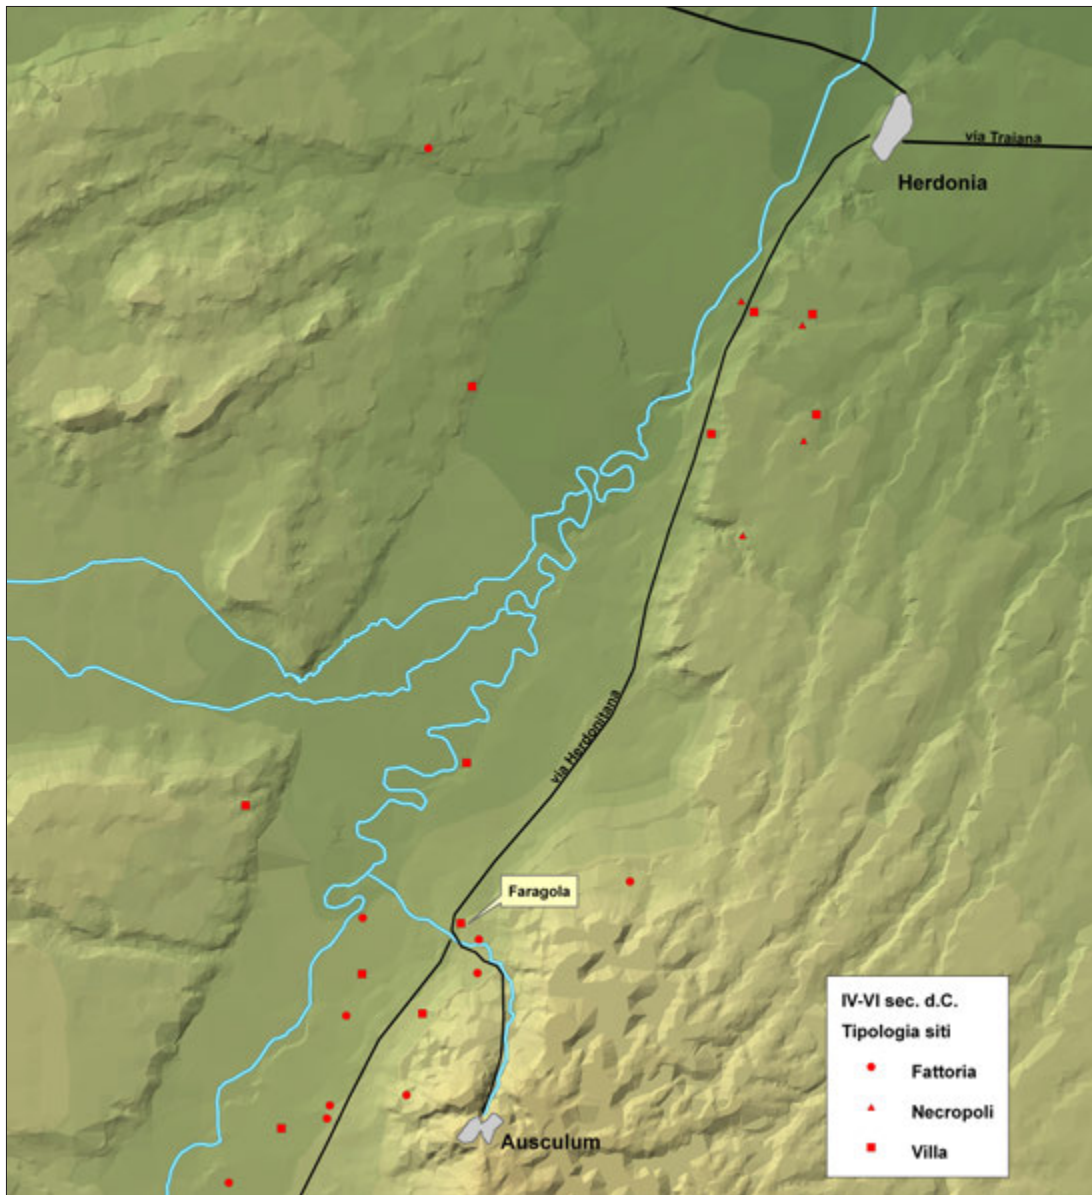 via Traiana
Herdonia
via Herdonitana
Faragola
Ausculum
IV-VI sec. d.C.
Tipologia siti
Fattoria
Necropoli
Villa